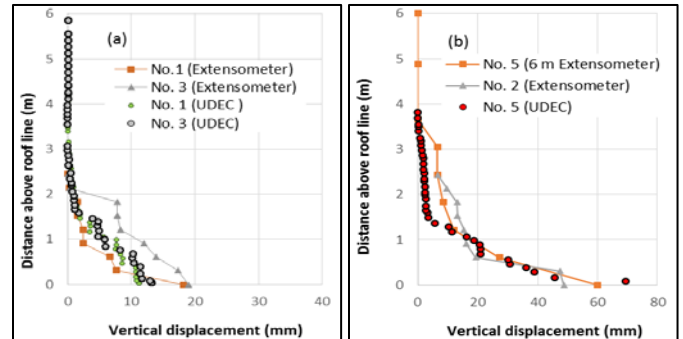 (a)
No.1 (Extensometer)
No. 3 (Extensometer)
No. 1 (UDEC )
No. 3 (UDEC)
Distance above roof line (m)
6
5
4
3
2
1
0
0 10 20 30 40
Vertical displacement (mm)
(b)
No. 5 (6 m Extensometer)
No. 2 (Extensometer)
No. 5 (UDEC)
Distance above roof line (m)
6
5
4
3
2
1
0
0 20 40 60 80
Vertical displacement (mm)